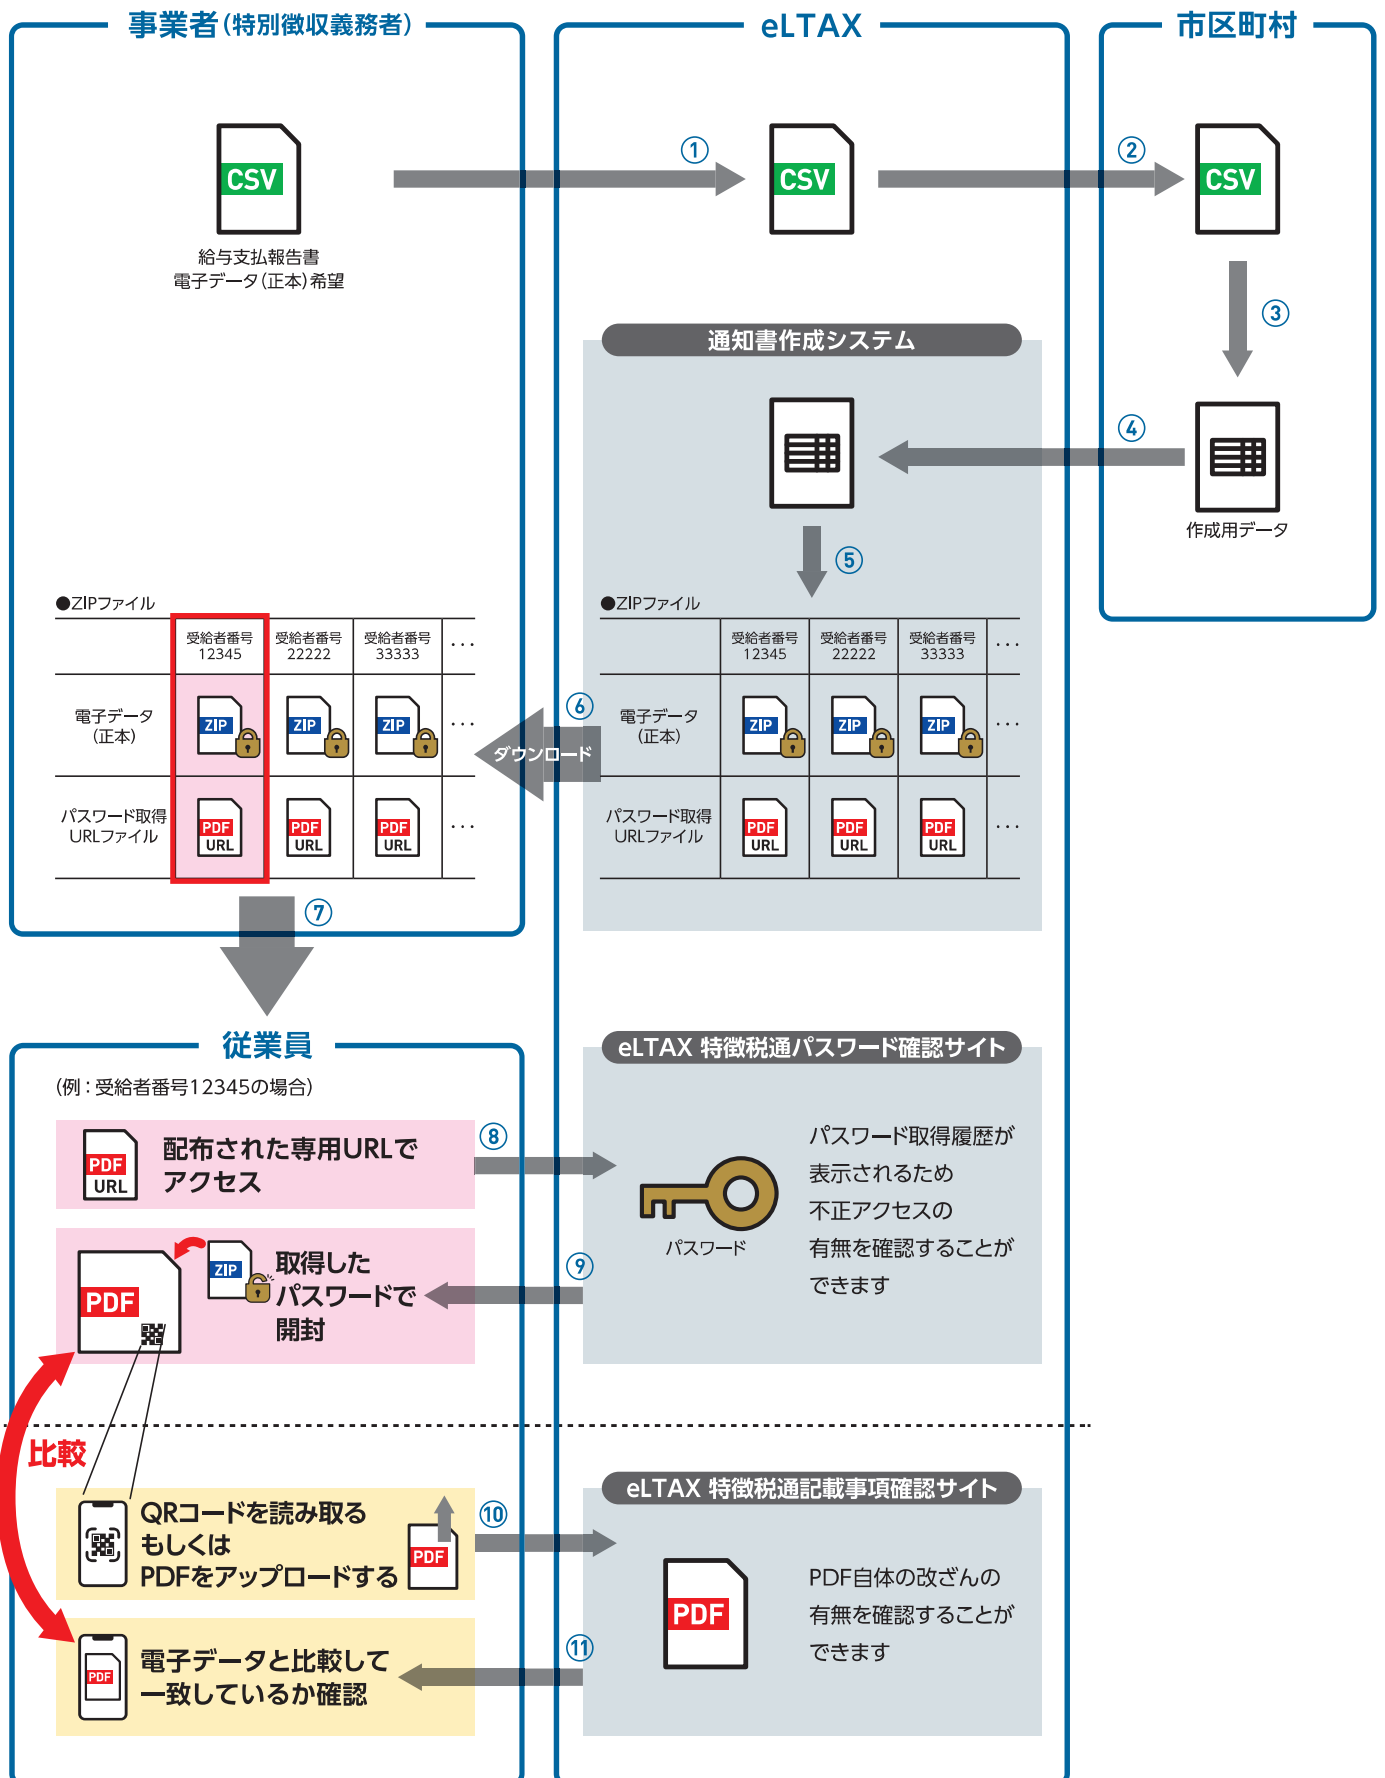 事業者(特別徴収義務者)
eLTAX
市区町村
①
②
CSV
CSV
CSV
給与支払報告書
電子データ(正本)希望
③
通知書作成システム
④
作成用データ
⑤
●ZIPファイル
受給者番号
12345
受給者番号
22222
受給者番号
33333
...
電子データ
(正本)
ZIP
ZIP
ZIP
...
パスワード取得
URLファイル
PDF
URL
PDF
URL
PDF
URL
...
⑥
ダウンロード
●ZIPファイル
受給者番号
12345
受給者番号
22222
受給者番号
33333
...
電子データ
(正本)
ZIP
ZIP
ZIP
...
パスワード取得
URLファイル
PDF
URL
PDF
URL
PDF
URL
...
⑦
従業員
(例:受給者番号12345の場合)
PDF
URL
配布された専用URLで
アクセス
⑧
eLTAX 特徴税通パスワード確認サイト
パスワード
パスワード取得履歴が
表示されるため
不正アクセスの
有無を確認することが
できます
PDF
ZIP
取得した
パスワードで
開封
⑨
比較
QRコードを読み取る
もしくは
PDFをアップロードする
PDF
⑩
eLTAX 特徴税通記載事項確認サイト
PDF
PDF自体の改ざんの
有無を確認することが
できます
PDF
電子データと比較して
一致しているか確認
⑪